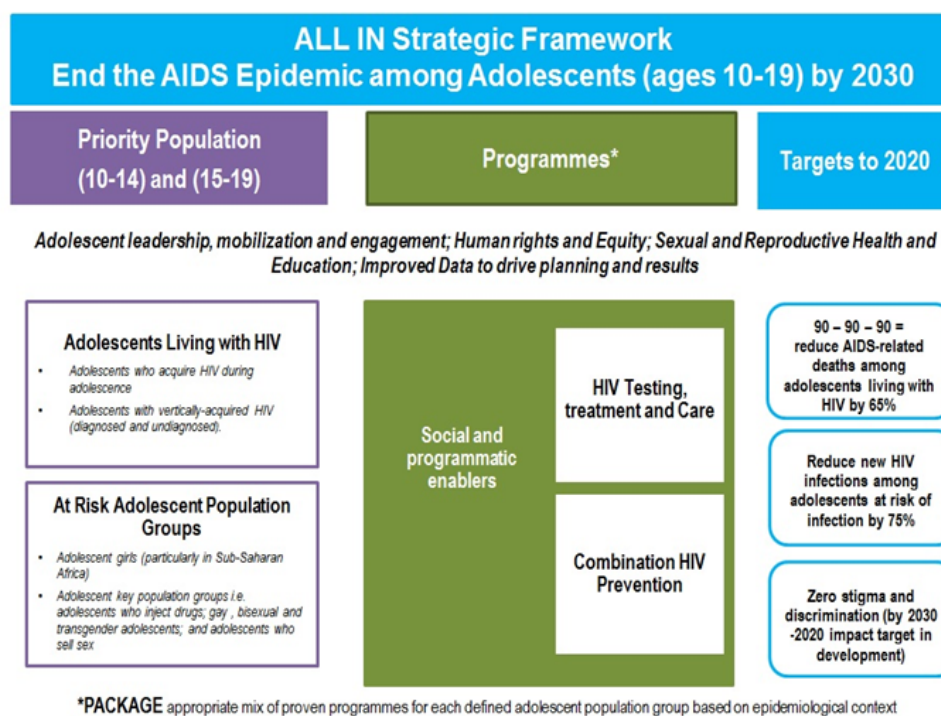 ALL IN Strategic Framework
End the AIDS Epidemic among Adolescents (ages 10-19) by 2030
Priority Population
(10-14) and (15-19)
Programmes*
Targets to 2020
Adolescent leadership, mobilization and engagement; Human rights and Equity; Sexual and Reproductive Health and
Education; Improved Data to drive planning and results
Adolescents Living with HIV
• Adolescents who acquire HIV during
adolescence
• Adolescents with vertically-acquired HIV
(diagnosed and undiagnosed).
At Risk Adolescent Population
Groups
• Adolescent girls (particularly in Sub-Saharan
Africa)
• Adolescent key population groups i.e.
adolescents who inject drugs; gay , bisexual and
transgender adolescents; and adolescents who
sell sex
Social and
programmatic
enablers
HIV Testing,
treatment and Care
Combination HIV
Prevention
90 – 90 – 90 =
reduce AIDS-related
deaths among
adolescents living with
HIV by 65%
Reduce new HIV
infections among
adolescents at risk of
infection by 75%
Zero stigma and
discrimination (by 2030
-2020 impact target in
development)
*PACKAGE appropriate mix of proven programmes for each defined adolescent population group based on epidemiological context